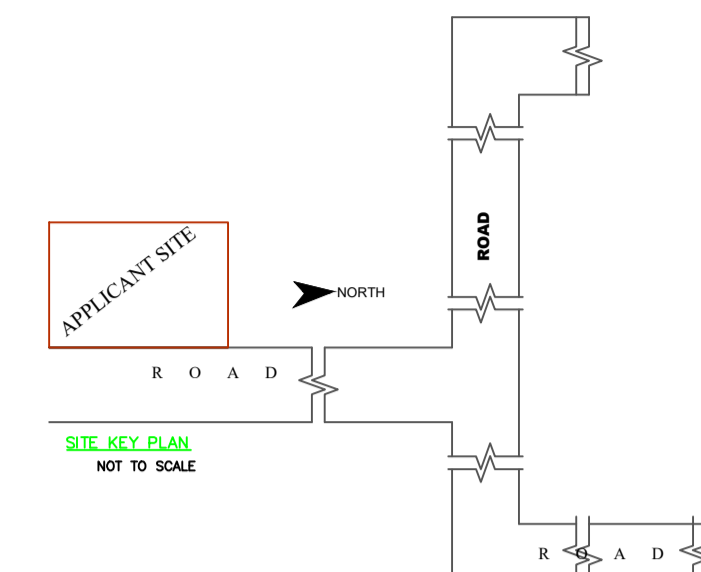 ROAD
APPLICANT SITE
NORTH
R O A D
SITE KEY PLAN
NOT TO SCALE
R O A D